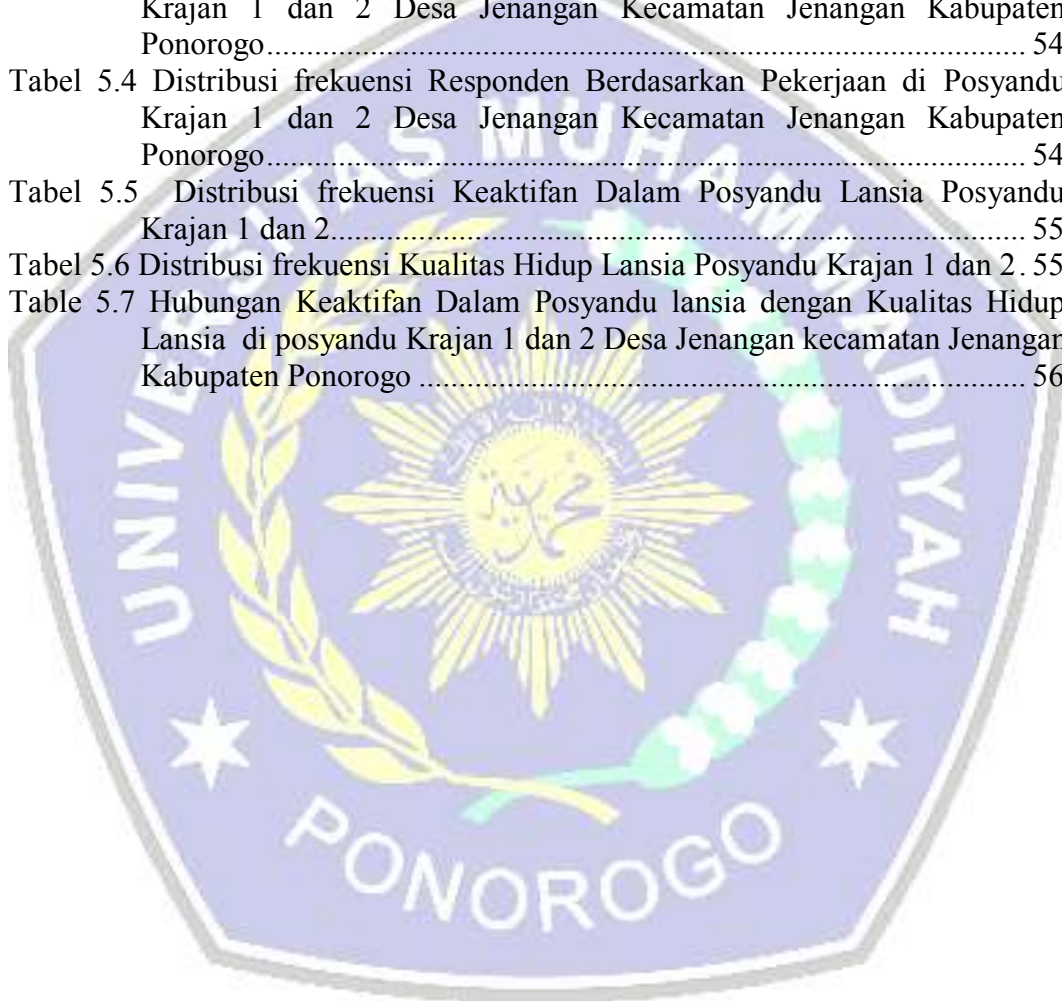 Krajan 1 dan 2 Desa Jenangan Kecamatan Jenangan Kabupaten
Ponorogo........................................................................................................ 54
Tabel 5.4 Distribusi frekuensi Responden Berdasarkan Pekerjaan di Posyandu
Krajan 1 dan 2 Desa Jenangan Kecamatan Jenangan Kabupaten
Ponorogo........................................................................................................ 54
Tabel 5.5 Distribusi frekuensi Keaktifan Dalam Posyandu Lansia Posyandu
Krajan 1 dan 2............................................................................................... 55
Tabel 5.6 Distribusi frekuensi Kualitas Hidup Lansia Posyandu Krajan 1 dan 2. 55
Table 5.7 Hubungan Keaktifan Dalam Posyandu lansia dengan Kualitas Hidup
Lansia di posyandu Krajan 1 dan 2 Desa Jenangan kecamatan Jenangan
Kabupaten Ponorogo ................................................................................... 56
UNIVERSITAS MUHAMMADIYAH
PONOROGO